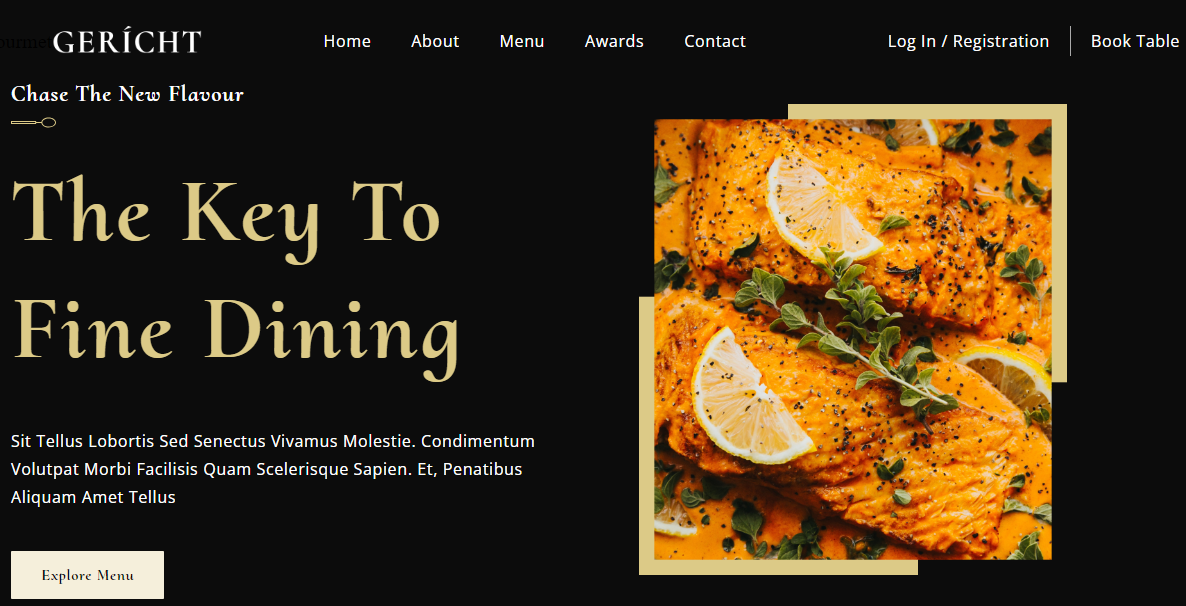 GERÍCHT
Home About Menu Awards Contact
Log In / Registration Book Table
Chase The New Flavour
The Key To
Fine Dining
Sit Tellus Lobortis Sed Senectus Vivamus Molestie. Condimentum
Volutpat Morbi Facilisis Quam Scelerisque Sapien. Et, Penatibus
Aliquam Amet Tellus
Explore Menu